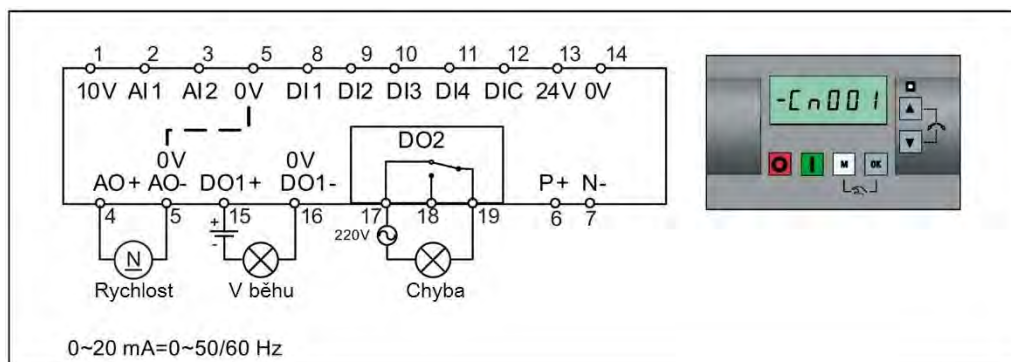 1 2 3 5 8 9 10 11 12 13 14
10V AI1 AI2 0V DI1 DI2 DI3 DI4 DIC 24V 0V
-Cn001
DO2
0V 0V
AO+ AO- DO1+ DO1- P+ N-
4 5 15 16 17 18 19 6 7
+
-
220V
N
M OK
Rychlost V běhu Chyba
0~20 mA=0~50/60 Hz